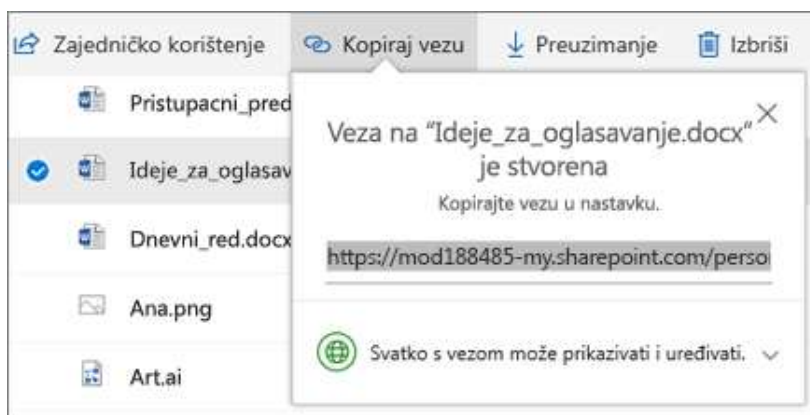 Zajedničko korištenje Kopiraj vezu Preuzimanje Izbriši
Pristupacni_pred
Ideje_za_oglasav
Dnevni_red.docx
Ana.png
Art.ai
Veza na “Ideje_za_oglasavanje.docx”
je stvorena
Kopirajte vezu u nastavku.
https://mod188485-my.sharepoint.com/perso
Svatko s vezom može prikazivati i uređivati.